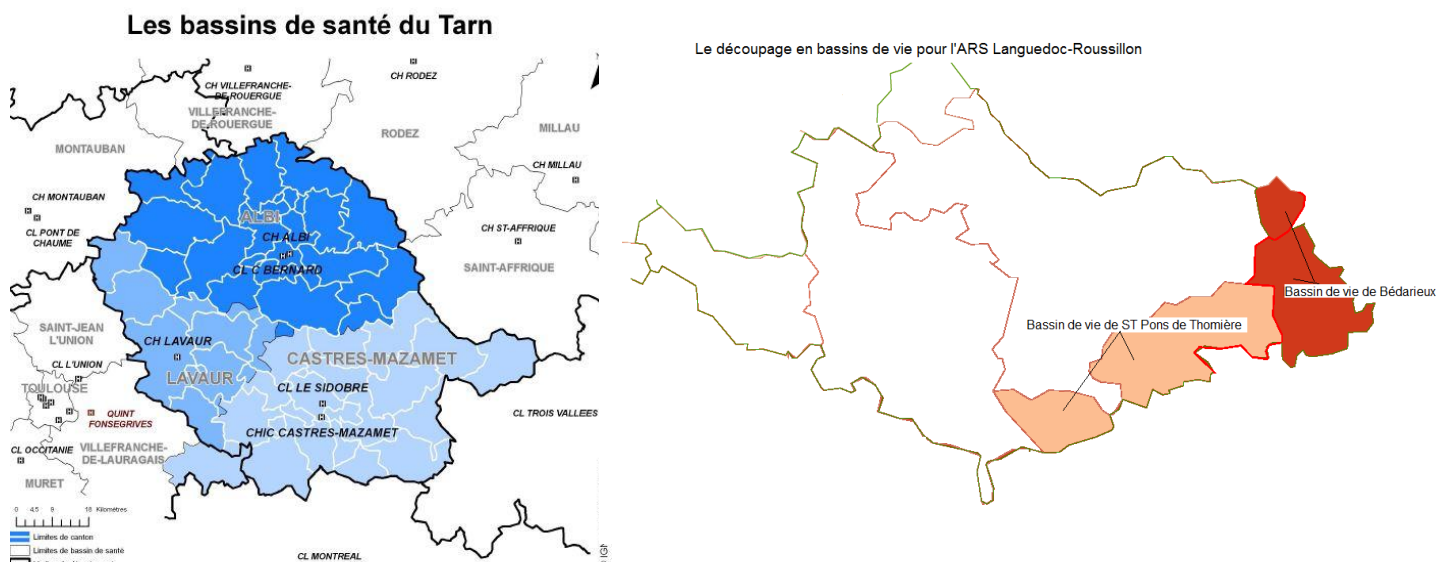 Les bassins de santé du Tarn
CH RODEZ
CH VILLEFRANCHE-
DE-ROUERGUE
VILLEFRANCHE-
DE-ROUERGUE
RODEZ
MILLAU
MONTAUBAN
CH MILLAU
CH MONTAUBAN
ALBI
CL PONT DE
CHAUME
CH ALBI
CH ST-AFFRIQUE
CL C BERNARD
SAINT-AFFRIQUE
SAINT-JEAN
L'UNION
CH LAVAUR
CASTRES-MAZAMET
CL L'UNION
LAVAUR
TOULOUSE
CL LE SIDOBRE
QUINT
FONSEGRIVES
CL TROIS VALLEES
CHIC CASTRES-MAZAMET
CL OCCITANIE
VILLEFRANCHE-
DE-LAURAGAIS
MURET
0 4,5 9 18 Kilomètres
Limites de canton
Limites de bassin de santé
CL MONTREAL
IGN
Le découpage en bassins de vie pour l'ARS Languedoc-Roussillon
Bassin de vie de Bédarieux
Bassin de vie de ST Pons de Thomière